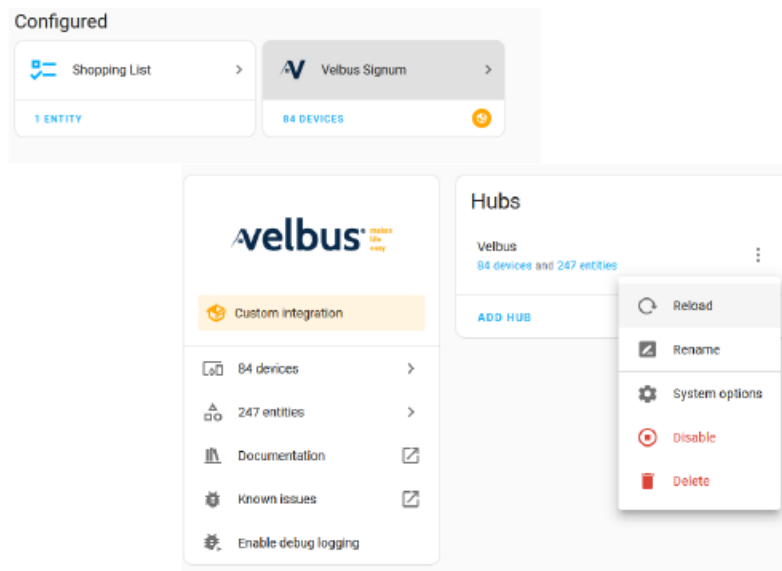 Configured
Shopping List
Velbus Signum
1 ENTITY
84 DEVICES
velbus
makes
life
easy
Custom integration
84 devices
247 entities
Documentation
Known issues
Enable debug logging
Hubs
Velbus
84 devices and 247 entities
ADD HUB
Reload
Rename
System options
Disable
Delete